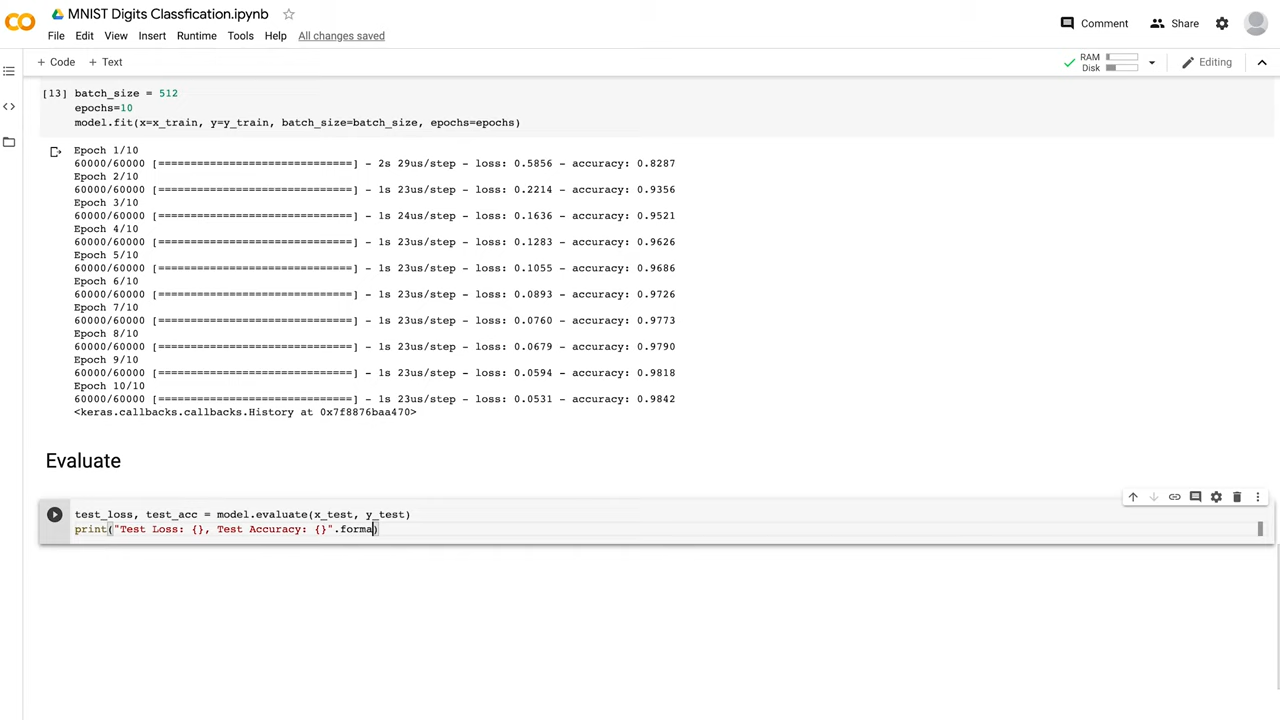 MNIST Digits Classfication.ipynb
File Edit View Insert Runtime Tools Help All changes saved
Comment Share
+ Code + Text
RAM
Disk
Editing
[13] batch_size = 512
epochs=10
model.fit(x=x_train, y=y_train, batch_size=batch_size, epochs=epochs)
Epoch 1/10
60000/60000 [==============================] - 2s 29us/step - loss: 0.5856 - accuracy: 0.8287
Epoch 2/10
60000/60000 [==============================] - 1s 23us/step - loss: 0.2214 - accuracy: 0.9356
Epoch 3/10
60000/60000 [==============================] - 1s 24us/step - loss: 0.1636 - accuracy: 0.9521
Epoch 4/10
60000/60000 [==============================] - 1s 23us/step - loss: 0.1283 - accuracy: 0.9626
Epoch 5/10
60000/60000 [==============================] - 1s 23us/step - loss: 0.1055 - accuracy: 0.9686
Epoch 6/10
60000/60000 [==============================] - 1s 23us/step - loss: 0.0893 - accuracy: 0.9726
Epoch 7/10
60000/60000 [==============================] - 1s 23us/step - loss: 0.0760 - accuracy: 0.9773
Epoch 8/10
60000/60000 [==============================] - 1s 23us/step - loss: 0.0679 - accuracy: 0.9790
Epoch 9/10
60000/60000 [==============================] - 1s 23us/step - loss: 0.0594 - accuracy: 0.9818
Epoch 10/10
60000/60000 [==============================] - 1s 23us/step - loss: 0.0531 - accuracy: 0.9842
<keras.callbacks.callbacks.History at 0x7f8876baa470>
Evaluate
test_loss, test_acc = model.evaluate(x_test, y_test)
print("Test Loss: {}, Test Accuracy: {}".forma)